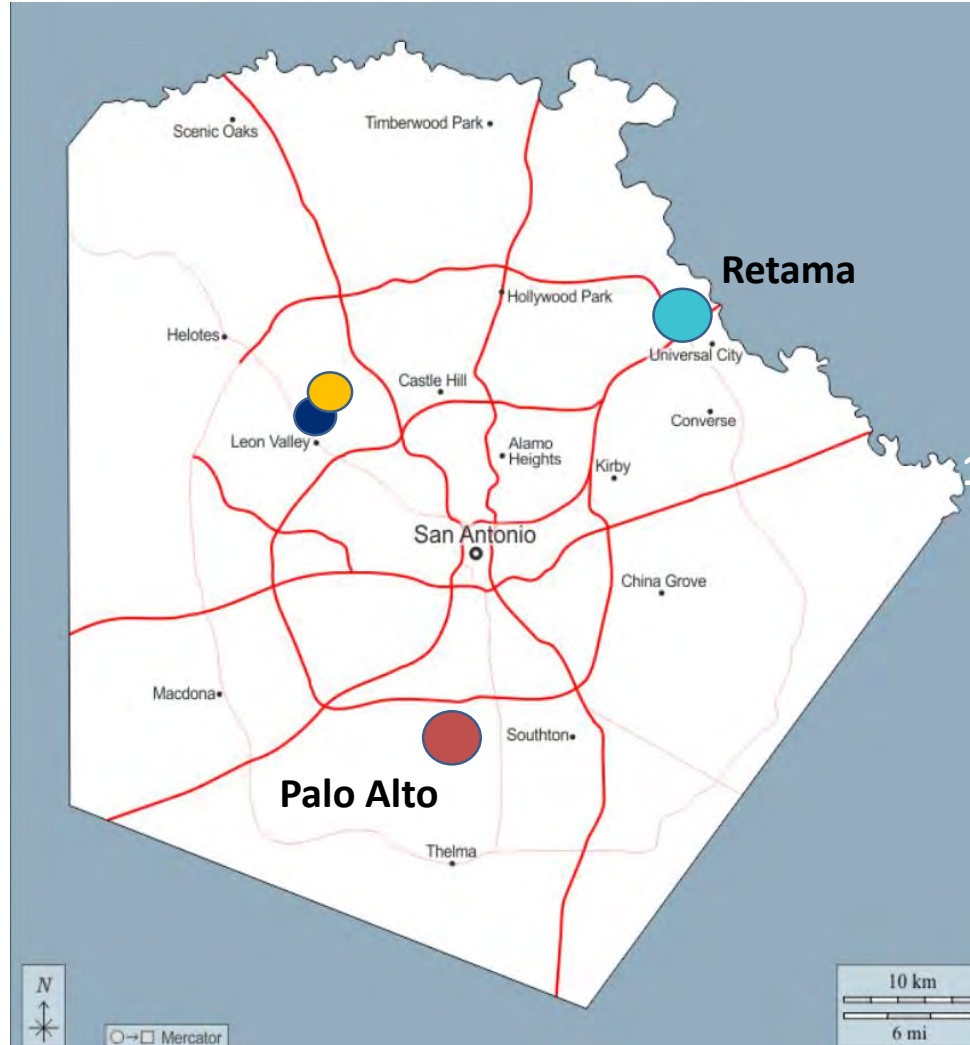 Scenic Oaks
Timberwood Park
Retama
Hollywood Park
Helotes
Universal City
Castle Hill
Converse
Leon Valley
Alamo
Heights
Kirby
San Antonio
China Grove
Macdona
Southton
Palo Alto
Thelma
N
10 km
6 mi
Mercator